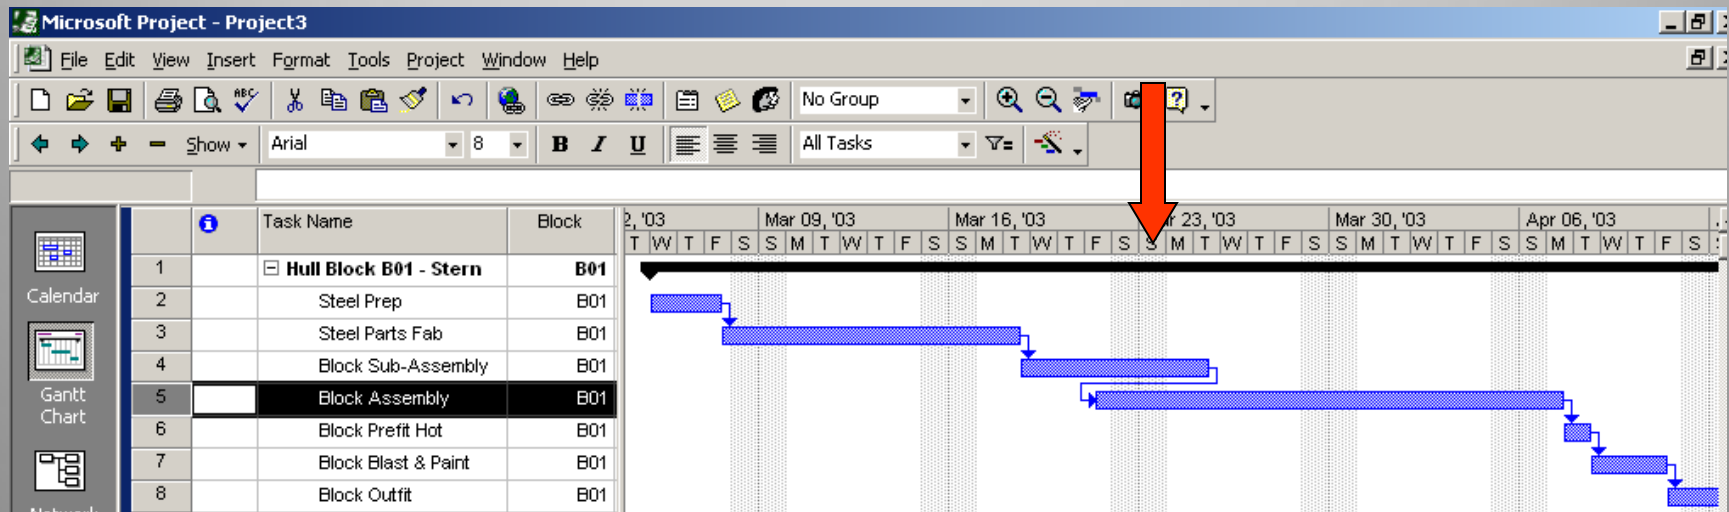 Microsoft Project - Project3
File Edit View Insert Format Tools Project Window Help
ABC No Group ?
Show Arial 8 B I U All Tasks
Task Name Block 2, '03 Mar 09, '03 Mar 16, '03 r 23, '03 Mar 30, '03 Apr 06, '03
T W T F S S M T W T F S S M T W T F S S M T W T F S S M T W T F S S M T W T F S
1 Hull Block B01 - Stern B01
Calendar
2 Steel Prep B01
3 Steel Parts Fab B01
4 Block Sub-Assembly B01
Gantt Chart
5 Block Assembly B01
6 Block Prefit Hot B01
7 Block Blast & Paint B01
8 Block Outfit B01